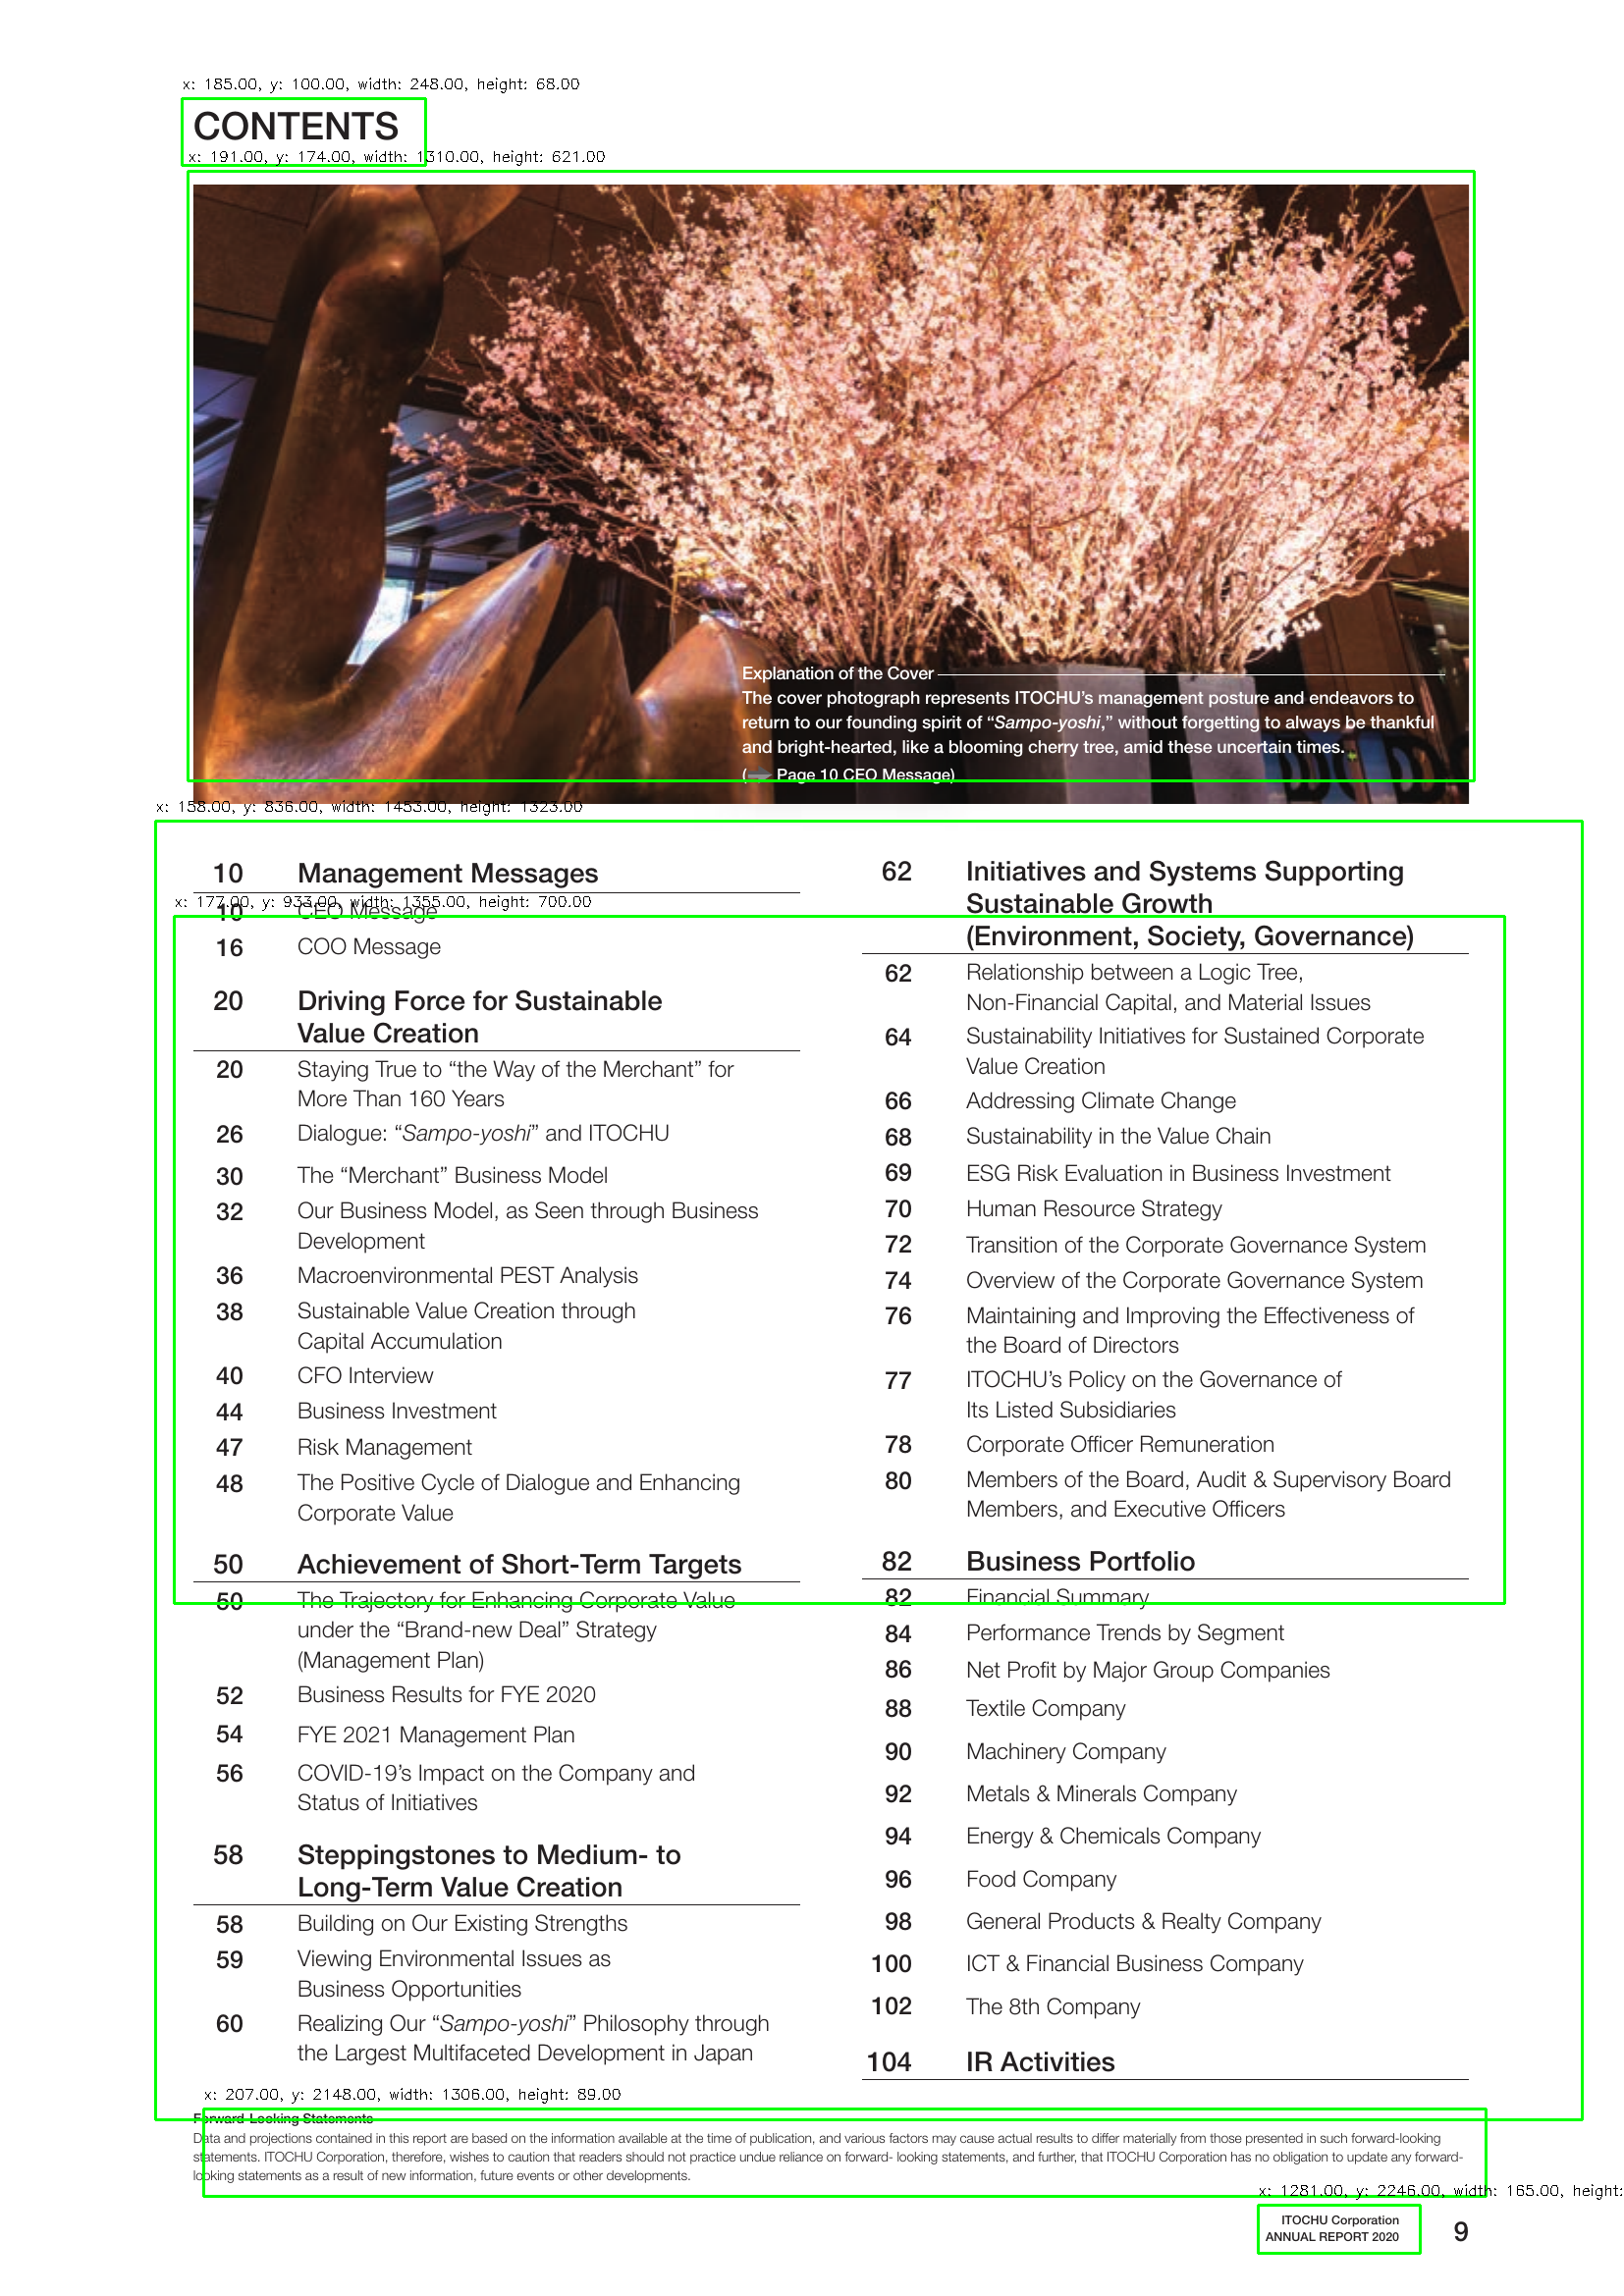 x: 185.00, y: 100.00, width: 248.00, height: 68.00
CONTENTS
x: 191.00, y: 174.00, width: 1310.00, height: 621.00
Explanation of the Cover
The cover photograph represents ITOCHU's management posture and endeavors to
return to our founding spirit of “Sampo-yoshi,” without forgetting to always be thankful
and bright-hearted, like a blooming cherry tree, amid these uncertain times.
(Page 10 CEO Message)
x: 158.00, y: 836.00, width: 1453.00, height: 1323.00
10 Management Messages
x: 177.00, y: 933.00, width: 1355.00, height: 700.00
10 CEO Message
16 COO Message
20 Driving Force for Sustainable
Value Creation
20 Staying True to “the Way of the Merchant” for
More Than 160 Years
26 Dialogue: “Sampo-yoshi” and ITOCHU
30 The “Merchant” Business Model
32 Our Business Model, as Seen through Business
Development
36 Macroenvironmental PEST Analysis
38 Sustainable Value Creation through
Capital Accumulation
40 CFO Interview
44 Business Investment
47 Risk Management
48 The Positive Cycle of Dialogue and Enhancing
Corporate Value
50 Achievement of Short-Term Targets
50 The Trajectory for Enhancing Corporate Value
under the “Brand-new Deal” Strategy
(Management Plan)
52 Business Results for FYE 2020
54 FYE 2021 Management Plan
56 COVID-19's Impact on the Company and
Status of Initiatives
58 Steppingstones to Medium- to
Long-Term Value Creation
58 Building on Our Existing Strengths
59 Viewing Environmental Issues as
Business Opportunities
60 Realizing Our “Sampo-yoshi” Philosophy through
the Largest Multifaceted Development in Japan
62 Initiatives and Systems Supporting
Sustainable Growth
(Environment, Society, Governance)
62 Relationship between a Logic Tree,
Non-Financial Capital, and Material Issues
64 Sustainability Initiatives for Sustained Corporate
Value Creation
66 Addressing Climate Change
68 Sustainability in the Value Chain
69 ESG Risk Evaluation in Business Investment
70 Human Resource Strategy
72 Transition of the Corporate Governance System
74 Overview of the Corporate Governance System
76 Maintaining and Improving the Effectiveness of
the Board of Directors
77 ITOCHU's Policy on the Governance of
Its Listed Subsidiaries
78 Corporate Officer Remuneration
80 Members of the Board, Audit & Supervisory Board
Members, and Executive Officers
82 Business Portfolio
82 Financial Summary
84 Performance Trends by Segment
86 Net Profit by Major Group Companies
88 Textile Company
90 Machinery Company
92 Metals & Minerals Company
94 Energy & Chemicals Company
96 Food Company
98 General Products & Realty Company
100 ICT & Financial Business Company
102 The 8th Company
104 IR Activities
x: 207.00, y: 2148.00, width: 1306.00, height: 89.00
Forward-Looking Statements
Data and projections contained in this report are based on the information available at the time of publication, and various factors may cause actual results to differ materially from those presented in such forward-looking
statements. ITOCHU Corporation, therefore, wishes to caution that readers should not practice undue reliance on forward- looking statements, and further, that ITOCHU Corporation has no obligation to update any forward-
looking statements as a result of new information, future events or other developments.
x: 1281.00, y: 2246.00, width: 165.00, height:
ITOCHU Corporation
ANNUAL REPORT 2020
9